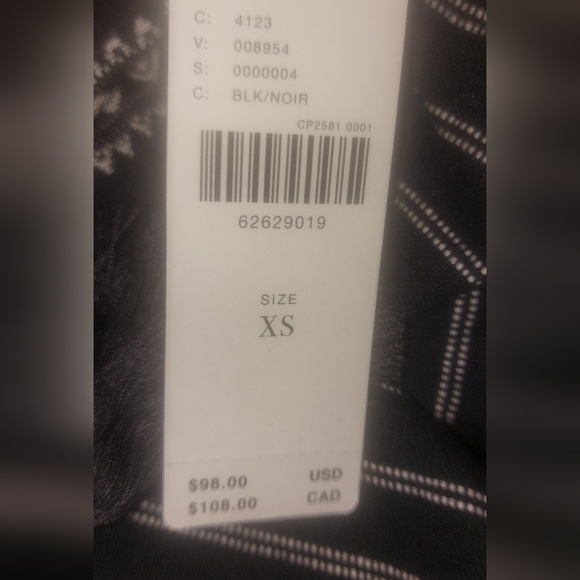 C: 4123
V: 008954
S: 0000004
C: BLK/NOIR
CP2581 0001
62629019
SIZE
XS
$98.00 USD
$108.00 CAD